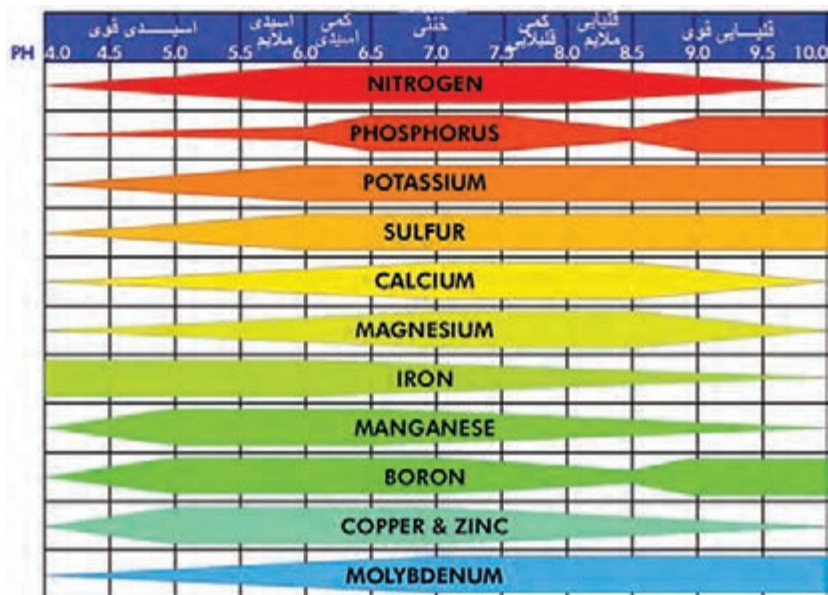 اسیدی قوی
اسیدی ملایم
کمی اسیدی
خنثی
کمی قلیایی
قلیایی ملایم
قلیایی قوی
PH 4.0 4.5 5.0 5.5 6.0 6.5 7.0 7.5 8.0 8.5 9.0 9.5 10.0
NITROGEN
PHOSPHORUS
POTASSIUM
SULFUR
CALCIUM
MAGNESIUM
IRON
MANGANESE
BORON
COPPER & ZINC
MOLYBDENUM